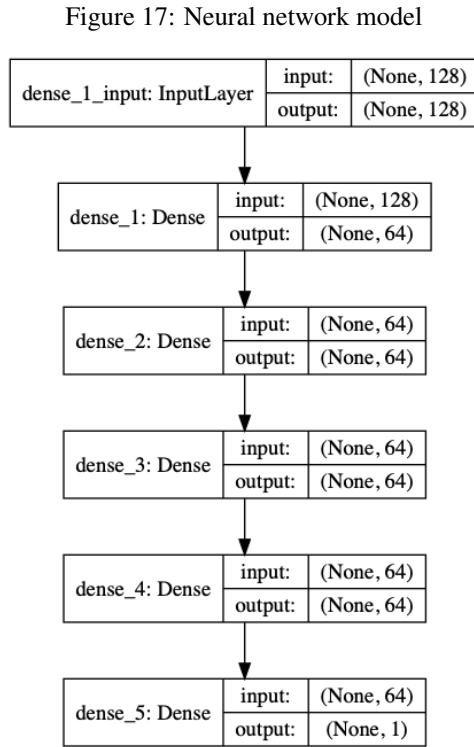 Figure 17: Neural network model
dense_1_input: InputLayer
input: (None, 128)
output: (None, 128)
dense_1: Dense
input: (None, 128)
output: (None, 64)
dense_2: Dense
input: (None, 64)
output: (None, 64)
dense_3: Dense
input: (None, 64)
output: (None, 64)
dense_4: Dense
input: (None, 64)
output: (None, 64)
dense_5: Dense
input: (None, 64)
output: (None, 1)